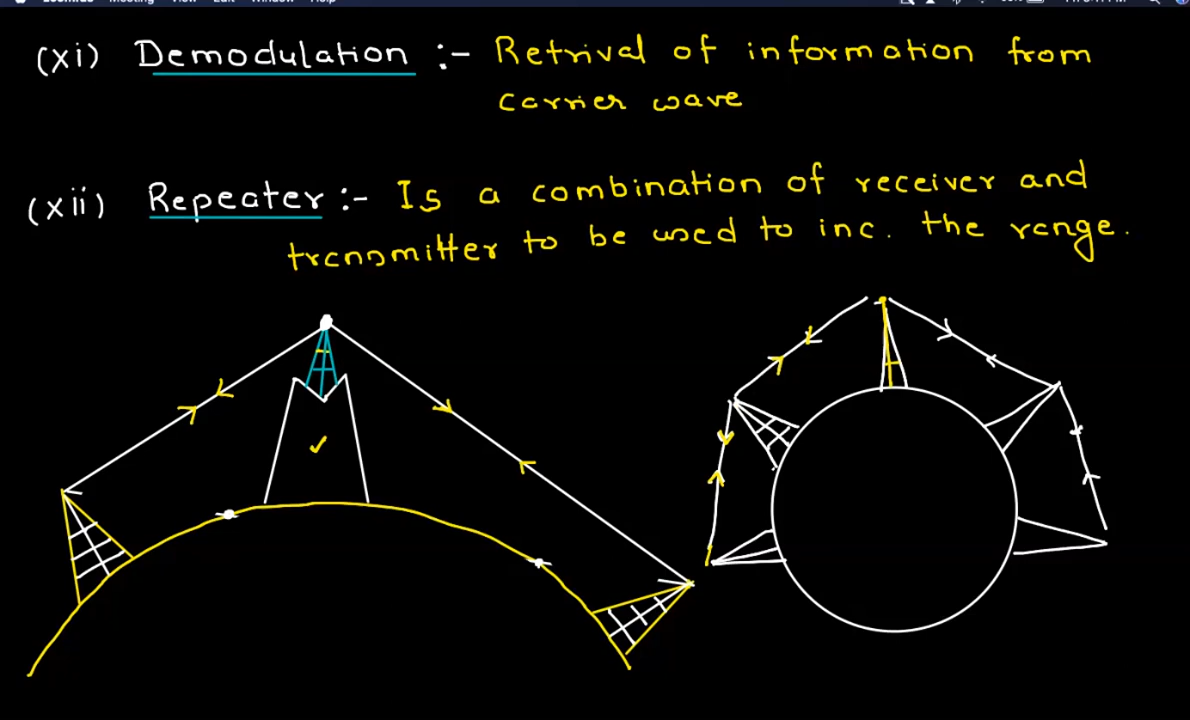 (xi) Demodulation :- Retrival of information from
carrier wave
(xii) Repeater :- Is a combination of receiver and
transmitter to be used to inc. the range.